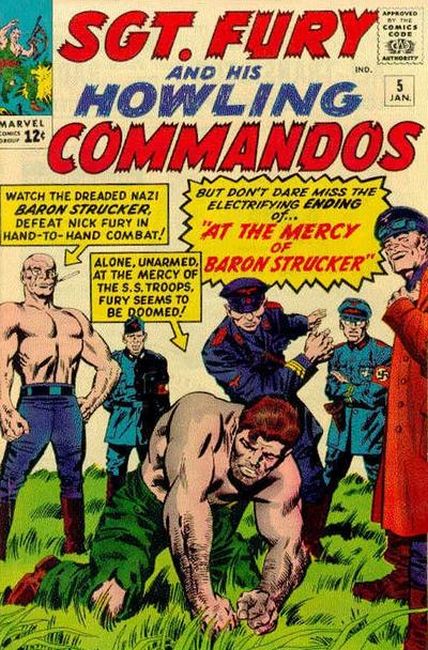 SGT. FURY
AND HIS
HOWLING
COMMANDOS
IND.
APPROVED
BY THE
COMICS
CODE
AUTHORITY
5
JAN.
MARVEL
COMICS
GROUP
12¢
WATCH THE DREADED NAZI
BARON STRUCKER,
DEFEAT NICK FURY IN
HAND-TO-HAND COMBAT!
ALONE, UNARMED,
AT THE MERCY OF
THE S.S. TROOPS,
FURY SEEMS TO
BE DOOMED!
BUT DON'T DARE MISS THE
ELECTRIFYING ENDING
OF...
"AT THE MERCY
OF
BARON STRUCKER"